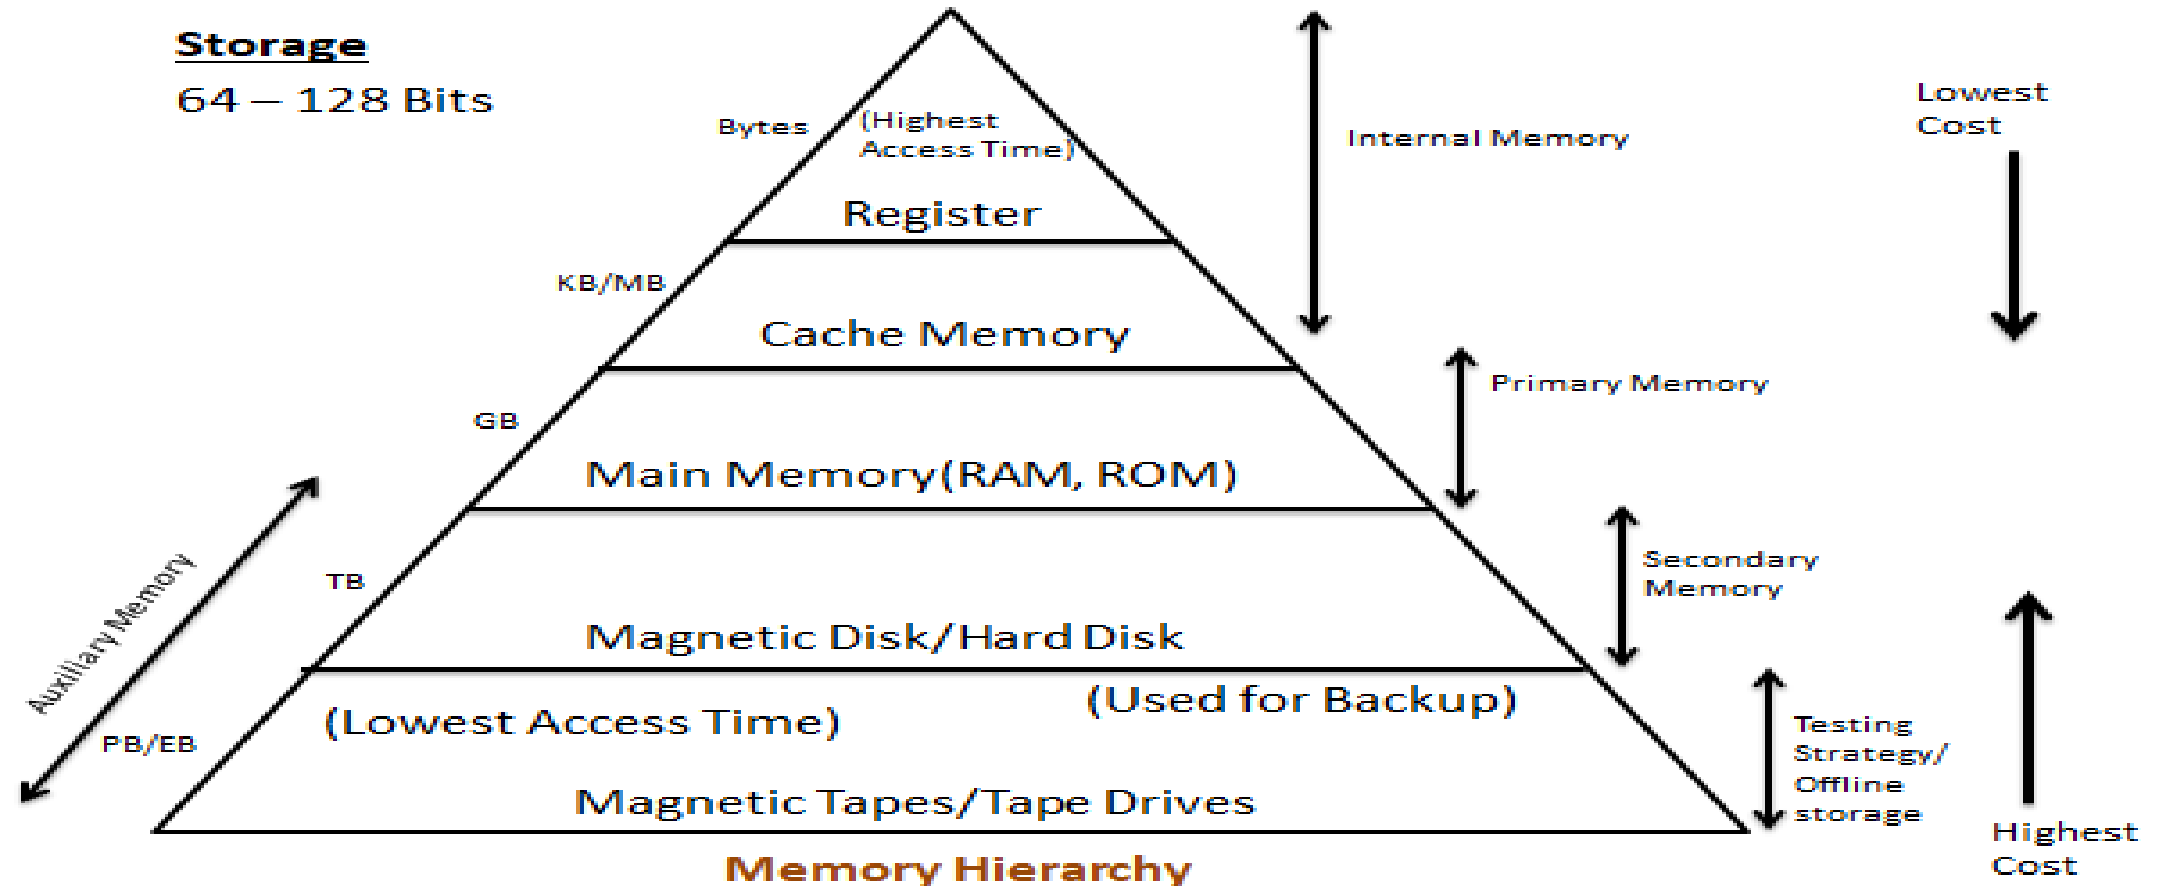 Storage
64 – 128 Bits
Bytes
(Highest
Access Time)
Register
Internal Memory
Lowest
Cost
KB/MB
Cache Memory
Primary Memory
GB
Main Memory(RAM, ROM)
Auxillary Memory
TB
Secondary
Memory
Magnetic Disk/Hard Disk
(Used for Backup)
(Lowest Access Time)
PB/EB
Testing
Strategy/
Offline
storage
Magnetic Tapes/Tape Drives
Highest
Cost
Memory Hierarchy